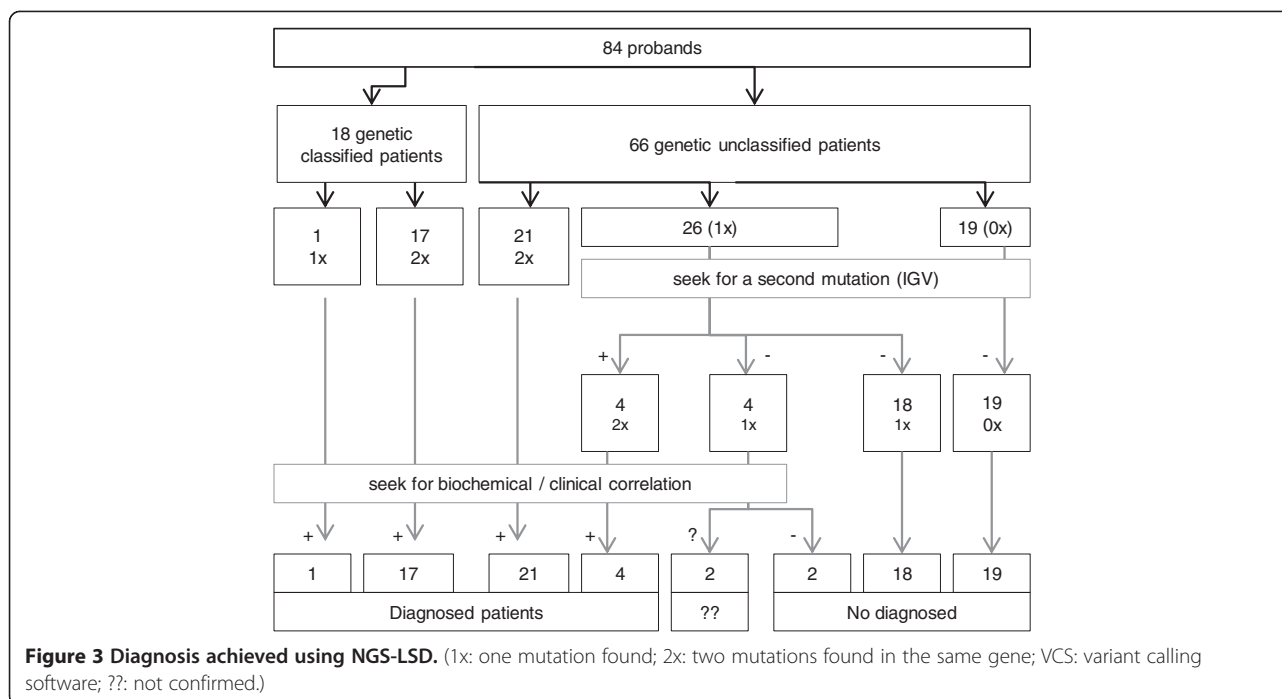 84 probands
18 genetic
classified patients
66 genetic unclassified patients
1
1x
17
2x
21
2x
26 (1x)
19 (0x)
seek for a second mutation (IGV)
+
-
-
-
4
2x
4
1x
18
1x
19
0x
seek for biochemical / clinical correlation
+
+
+
+
?
-
1
17
21
4
2
2
18
19
Diagnosed patients
??
No diagnosed
Figure 3 Diagnosis achieved using NGS-LSD. (1x: one mutation found; 2x: two mutations found in the same gene; VCS: variant calling
software; ??: not confirmed.)